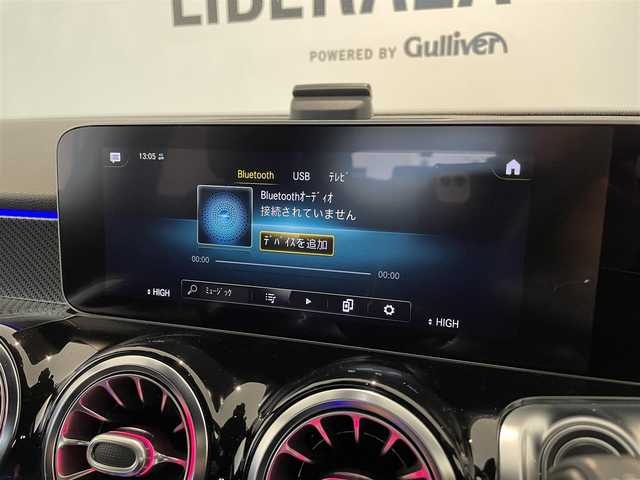 LIBERALA
POWERED BY Gulliver
13:05
Bluetooth USB ﾃﾚﾋﾞ
Bluetoothｵｰﾃﾞｨｵ
接続されていません
ﾃﾞﾊﾞｲｽを追加
00:00 00:00
HIGH ﾐｭｰｼﾞｯｸ HIGH